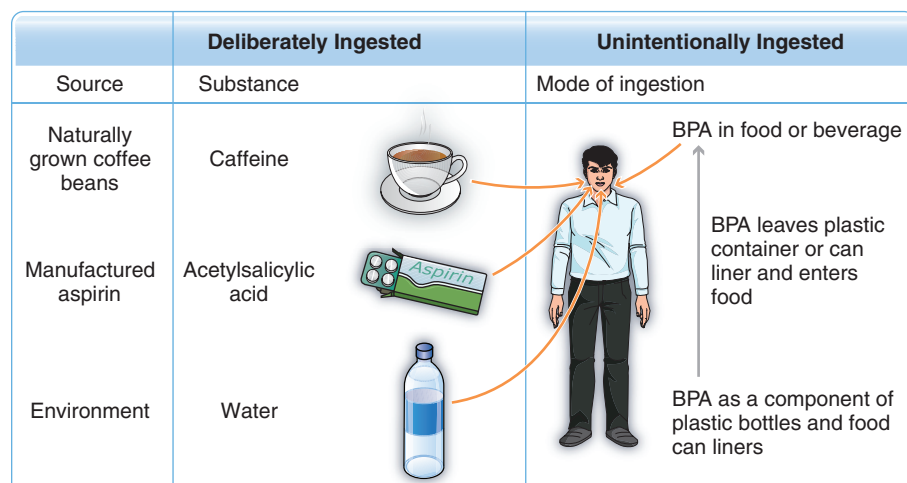 Deliberately Ingested
Unintentionally Ingested
Source
Substance
Mode of ingestion
Naturally
grown coffee
beans
Caffeine
BPA in food or beverage
Manufactured
aspirin
Acetylsalicylic
acid
Aspirin
BPA leaves plastic
container or can
liner and enters
food
Environment
Water
BPA as a component of
plastic bottles and food
can liners